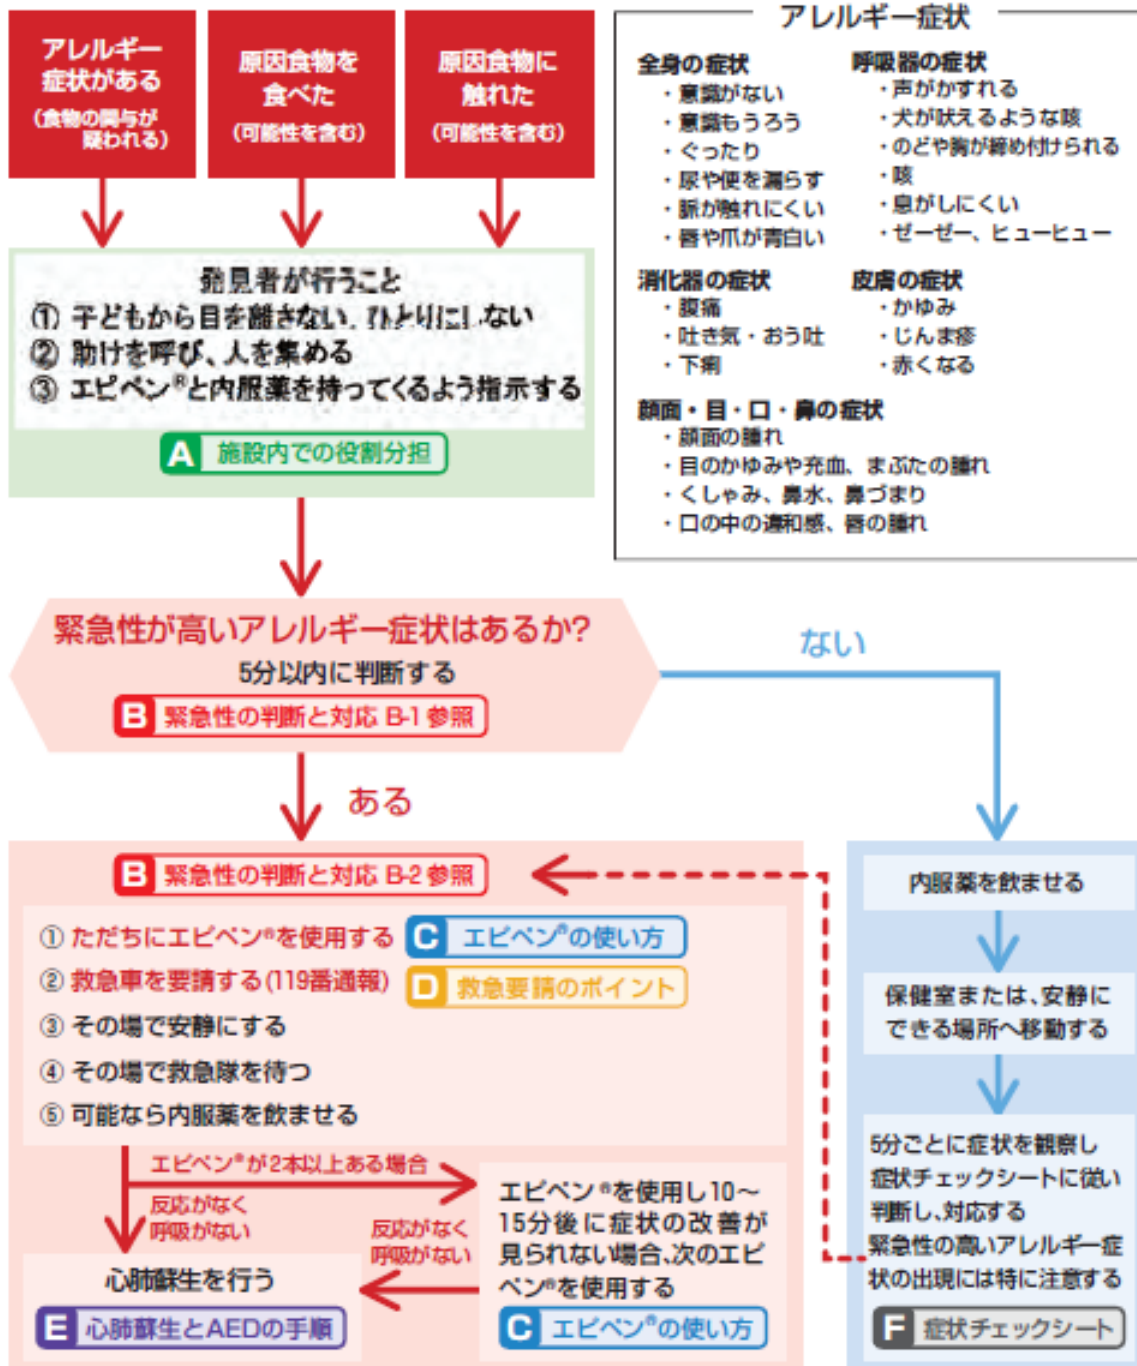 アレルギー
症状がある
(食物の関与が
疑われる)
原因食物を
食べた
(可能性を含む)
原因食物に
触れた
(可能性を含む)
発見者が行うこと
① 子どもから目を離さない、ひとりにしない
② 助けを呼び、人を集める
③ エピペン®と内服薬を持ってくるよう指示する
A 施設内での役割分担
アレルギー症状
全身の症状
・意識がない
・意識もうろう
・ぐったり
・尿や便を漏らす
・脈が触れにくい
・唇や爪が青白い
呼吸器の症状
・声がかすれる
・犬が吠えるような咳
・のどや胸が締め付けられる
・咳
・息がしにくい
・ゼーゼー、ヒューヒュー
消化器の症状
・腹痛
・吐き気・おう吐
・下痢
皮膚の症状
・かゆみ
・じんま疹
・赤くなる
顔面・目・口・鼻の症状
・顔面の腫れ
・目のかゆみや充血、まぶたの腫れ
・くしゃみ、鼻水、鼻づまり
・口の中の違和感、唇の腫れ
緊急性が高いアレルギー症状はあるか?
5分以内に判断する
B 緊急性の判断と対応 B-1 参照
ない
ある
B 緊急性の判断と対応 B-2 参照
① ただちにエピペン®を使用する
C エピペン®の使い方
② 救急車を要請する(119番通報)
D 救急要請のポイント
③ その場で安静にする
④ その場で救急隊を待つ
⑤ 可能なら内服薬を飲ませる
エピペン®が2本以上ある場合
反応がなく
呼吸がない
反応がなく
呼吸がない
エピペン®を使用し10〜
15分後に症状の改善が
見られない場合、次のエピ
ペン®を使用する
C エピペン®の使い方
心肺蘇生を行う
E 心肺蘇生とAEDの手順
内服薬を飲ませる
保健室または、安静に
できる場所へ移動する
5分ごとに症状を観察し
症状チェックシートに従い
判断し、対応する
緊急性の高いアレルギー症
状の出現には特に注意する
F 症状チェックシート